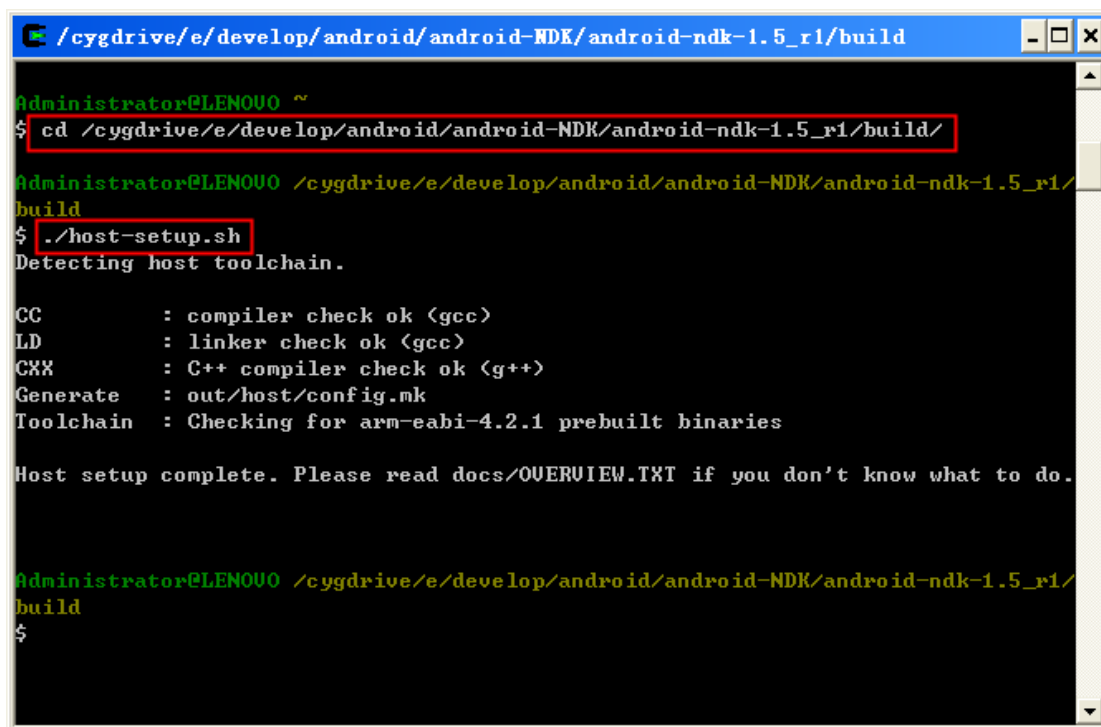 /cygdrive/e/develop/android/android-NDK/android-ndk-1.5_r1/build
Administrator@LENOVO ~
$ cd /cygdrive/e/develop/android/android-NDK/android-ndk-1.5_r1/build/
Administrator@LENOVO /cygdrive/e/develop/android/android-NDK/android-ndk-1.5_r1/
build
$ ./host-setup.sh
Detecting host toolchain.
CC : compiler check ok (gcc)
LD : linker check ok (gcc)
CXX : C++ compiler check ok (g++)
Generate : out/host/config.mk
Toolchain : Checking for arm-eabi-4.2.1 prebuilt binaries
Host setup complete. Please read docs/OVERVIEW.TXT if you don't know what to do.
Administrator@LENOVO /cygdrive/e/develop/android/android-NDK/android-ndk-1.5_r1/
build
$